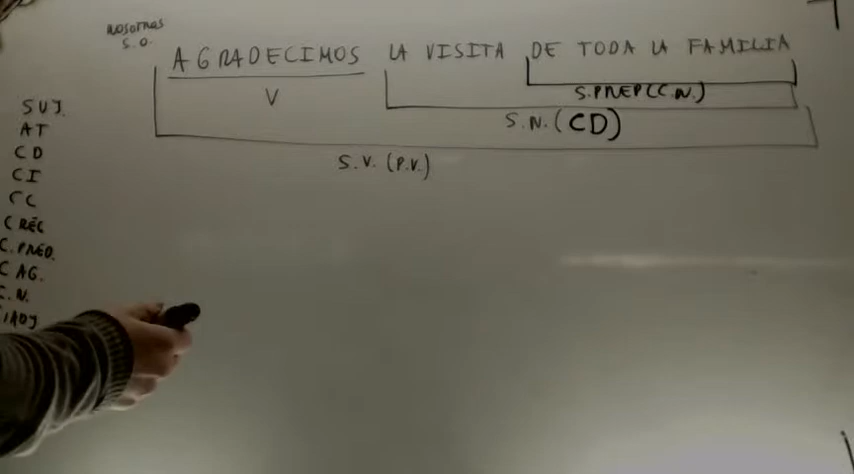 NOSOTROS
S.O.
AGRADECIMOS LA VISITA DE TODA LA FAMILIA
V
S.PREP(C.N.)
S.N.(CD)
S.V. (P.V.)
SUJ.
AT
CD
CI
CC
C RÉG
C.PRED.
C AG.
C.N.